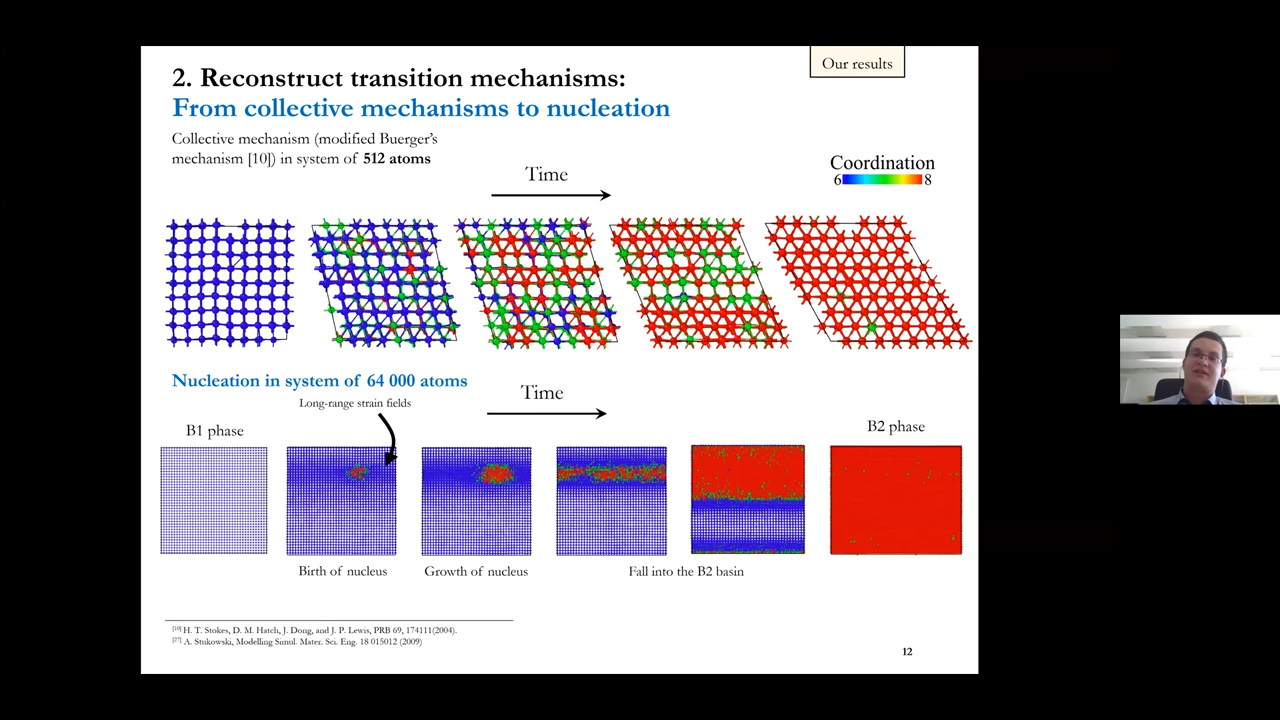 Our results
2. Reconstruct transition mechanisms:
From collective mechanisms to nucleation
Collective mechanism (modified Buerger's
mechanism [10]) in system of 512 atoms
Time
Coordination
6 8
Nucleation in system of 64 000 atoms
Time
Long-range strain fields
B1 phase
B2 phase
Birth of nucleus
Growth of nucleus
Fall into the B2 basin
[10] H. T. Stokes, D. M. Hatch, J. Dong, and J. P. Lewis, PRB 69, 174111(2004).
[27] A. Stukowski, Modelling Simul. Mater. Sci. Eng. 18 015012 (2009)
12